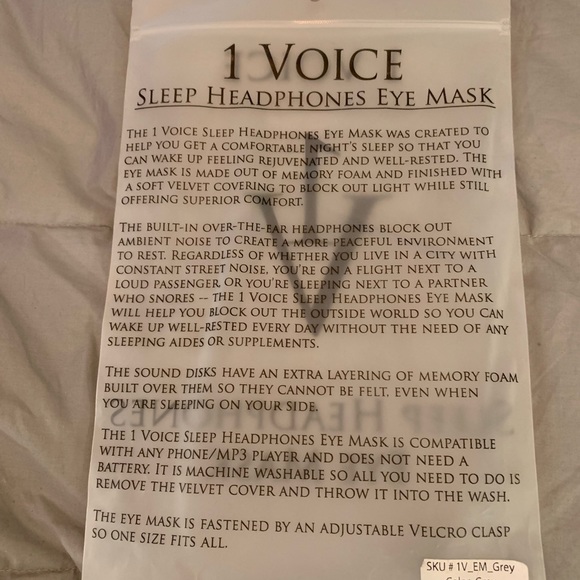 1 VOICE
SLEEP HEADPHONES EYE MASK
THE 1 VOICE SLEEP HEADPHONES EYE MASK WAS CREATED TO
HELP YOU GET A COMFORTABLE NIGHT'S SLEEP SO THAT YOU
CAN WAKE UP FEELING REJUVENATED AND WELL-RESTED. THE
EYE MASK IS MADE OUT OF MEMORY FOAM AND FINISHED WITH
A SOFT VELVET COVERING TO BLOCK OUT LIGHT WHILE STILL
OFFERING SUPERIOR COMFORT.
THE BUILT-IN OVER-THE-EAR HEADPHONES BLOCK OUT
AMBIENT NOISE TO CREATE A MORE PEACEFUL ENVIRONMENT
TO REST. REGARDLESS OF WHETHER YOU LIVE IN A CITY WITH
CONSTANT STREET NOISE, YOU'RE ON A FLIGHT NEXT TO A
LOUD PASSENGER, OR YOU'RE SLEEPING NEXT TO A PARTNER
WHO SNORES -- THE 1 VOICE SLEEP HEADPHONES EYE MASK
WILL HELP YOU BLOCK OUT THE OUTSIDE WORLD SO YOU CAN
WAKE UP WELL-RESTED EVERY DAY WITHOUT THE NEED OF ANY
SLEEPING AIDES OR SUPPLEMENTS.
THE SOUND DISKS HAVE AN EXTRA LAYERING OF MEMORY FOAM
BUILT OVER THEM SO THEY CANNOT BE FELT, EVEN WHEN
YOU ARE SLEEPING ON YOUR SIDE.
THE 1 VOICE SLEEP HEADPHONES EYE MASK IS COMPATIBLE
WITH ANY PHONE/MP3 PLAYER AND DOES NOT NEED A
BATTERY. IT IS MACHINE WASHABLE SO ALL YOU NEED TO DO IS
REMOVE THE VELVET COVER AND THROW IT INTO THE WASH.
THE EYE MASK IS FASTENED BY AN ADJUSTABLE VELCRO CLASP
SO ONE SIZE FITS ALL.
SKU # 1V_EM_Grey